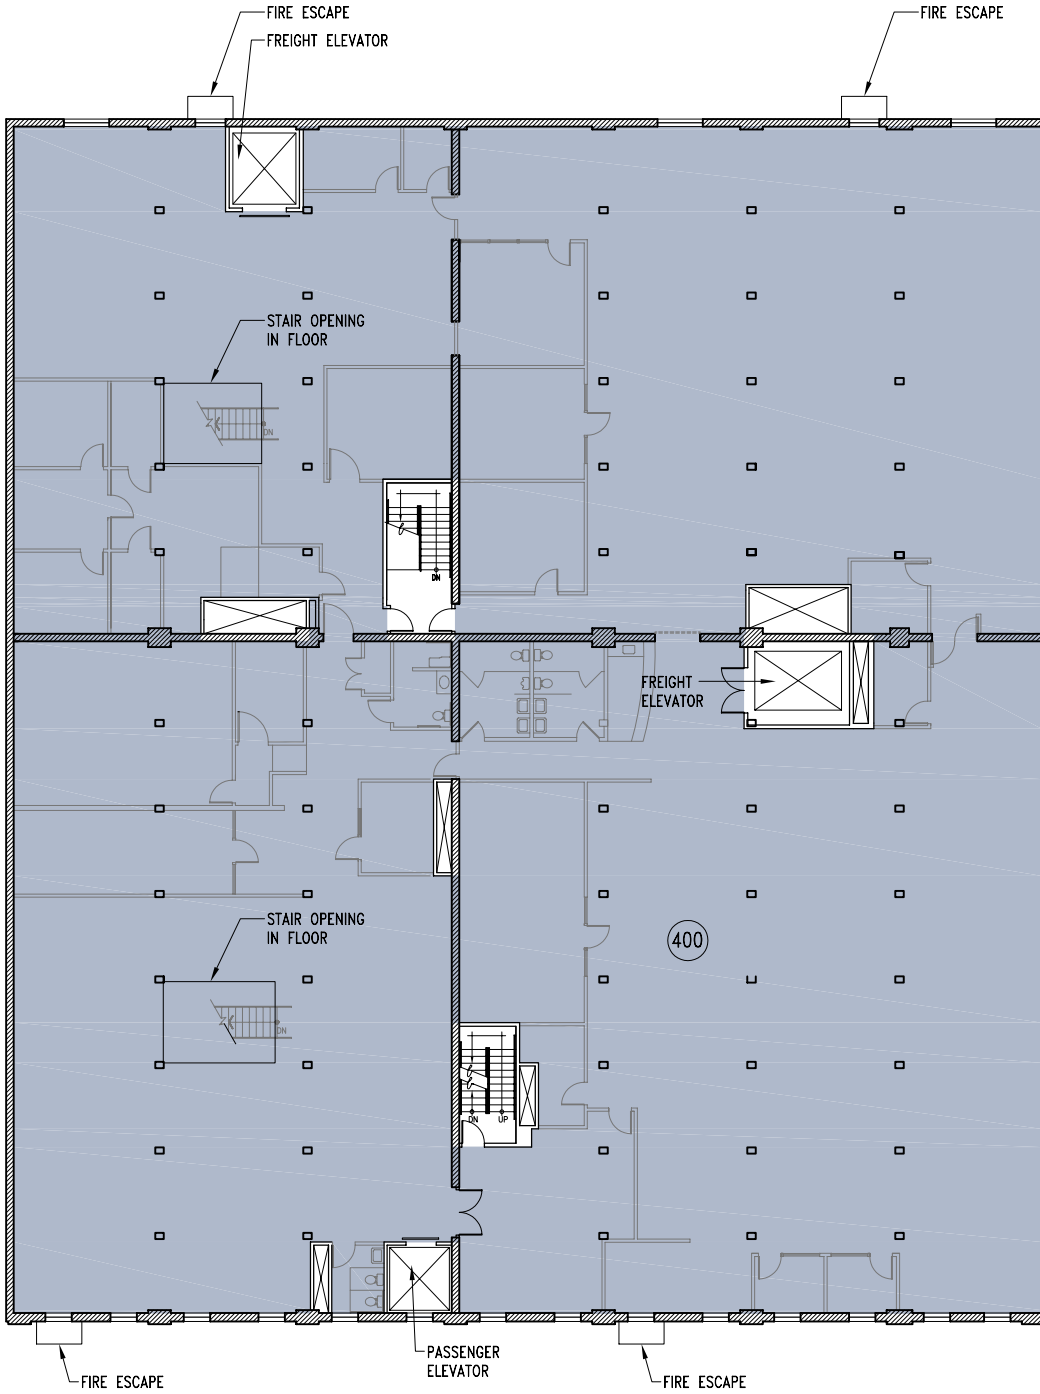 FIRE ESCAPE
FIRE ESCAPE
FREIGHT ELEVATOR
STAIR OPENING
IN FLOOR
DN
DN
FREIGHT
ELEVATOR
STAIR OPENING
IN FLOOR
400
DN
DN
UP
PASSENGER
ELEVATOR
FIRE ESCAPE
FIRE ESCAPE